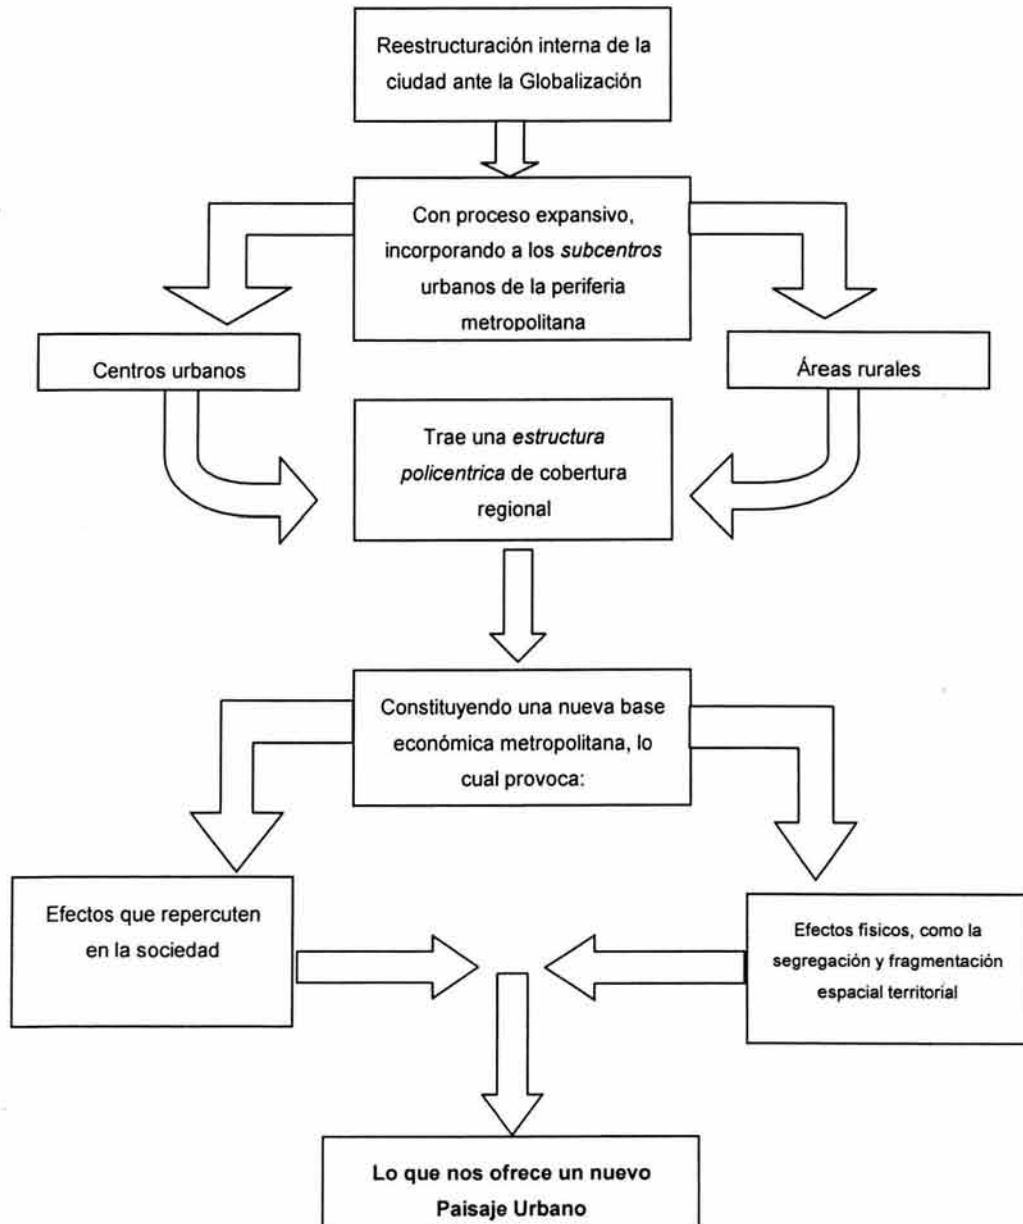 Reestructuración interna de la
ciudad ante la Globalización
Con proceso expansivo,
incorporando a los subcentros
urbanos de la periferia
metropolitana
Centros urbanos
Áreas rurales
Trae una estructura
policentrica de cobertura
regional
Constituyendo una nueva base
económica metropolitana, lo
cual provoca:
Efectos que repercuten
en la sociedad
Efectos físicos, como la
segregación y fragmentación
espacial territorial
Lo que nos ofrece un nuevo
Paisaje Urbano